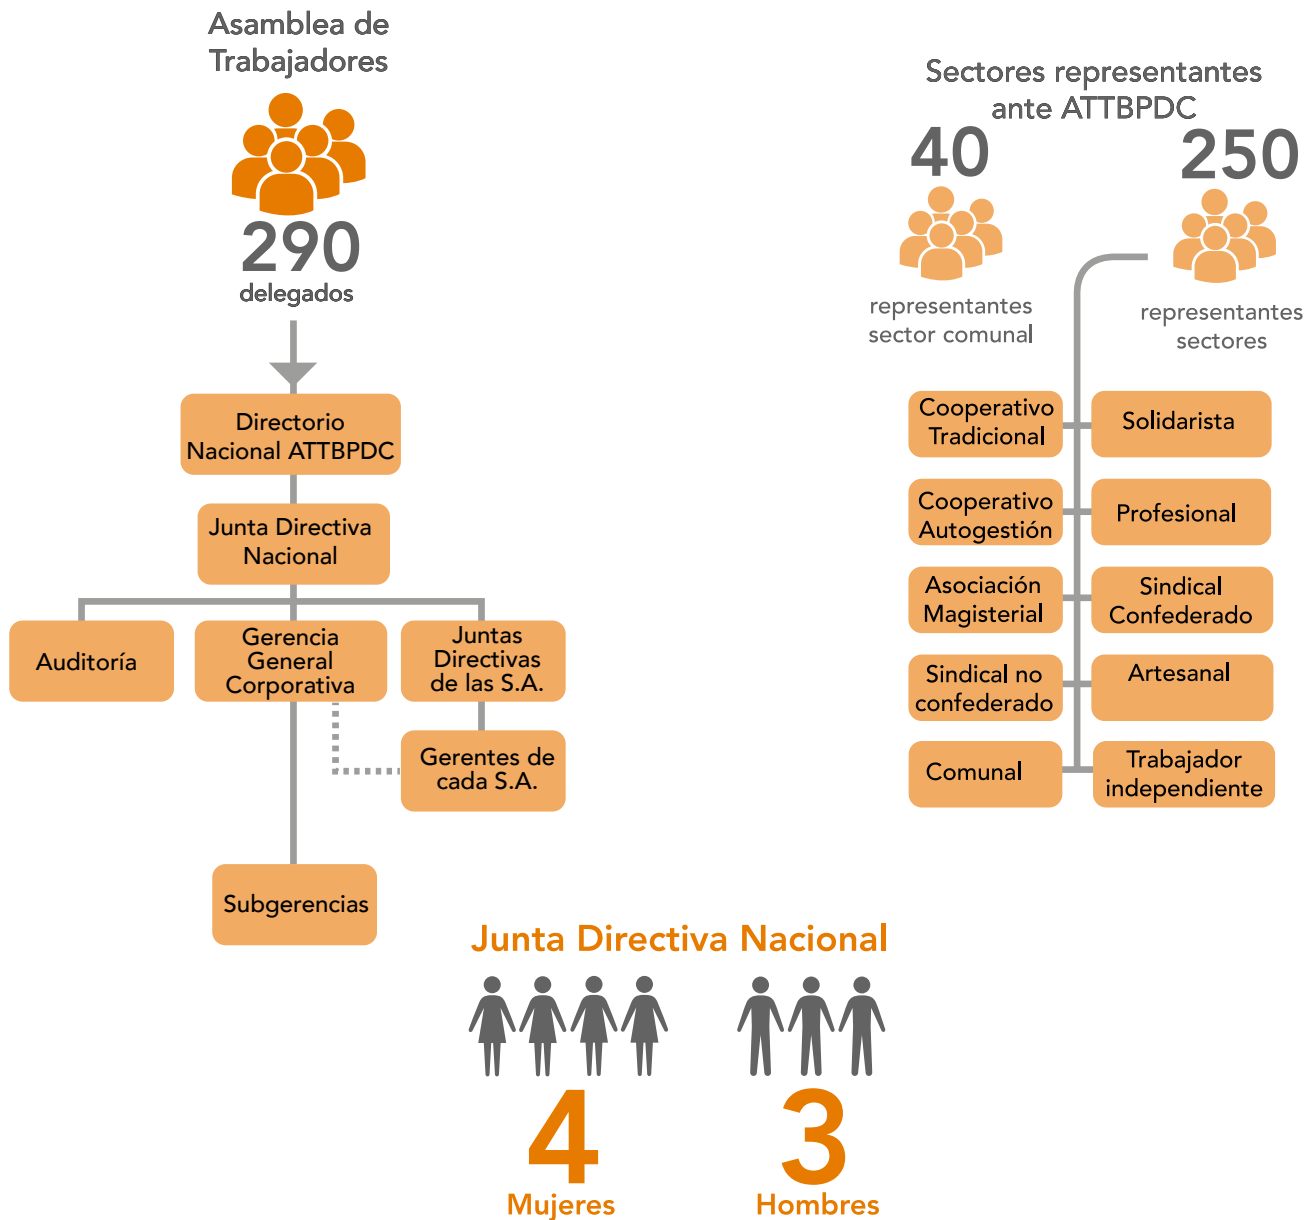 Asamblea de
Trabajadores
290
delegados
Directorio
Nacional ATTBPDC
Junta Directiva
Nacional
Auditoría
Gerencia
General
Corporativa
Juntas
Directivas
de las S.A.
Gerentes de
cada S.A.
Subgerencias
Sectores representantes
ante ATTBPDC
40
representantes
sector comunal
250
representantes
sectores
Cooperativo
Tradicional
Solidarista
Cooperativo
Autogestión
Profesional
Asociación
Magisterial
Sindical
Confederado
Sindical no
confederado
Artesanal
Comunal
Trabajador
independiente
Junta Directiva Nacional
4
Mujeres
3
Hombres